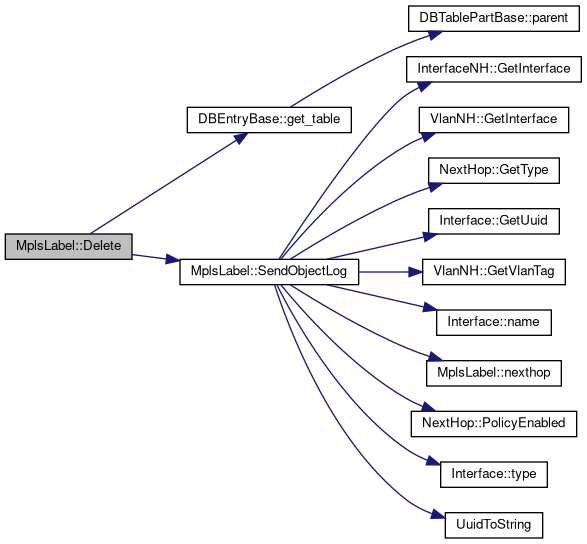 DBTablePartBase::parent
InterfaceNH::GetInterface
DBEntryBase::get_table
VlanNH::GetInterface
NextHop::GetType
Interface::GetUuid
MplsLabel::Delete
MplsLabel::SendObjectLog
VlanNH::GetVlanTag
Interface::name
MplsLabel::nexthop
NextHop::PolicyEnabled
Interface::type
UuidToString